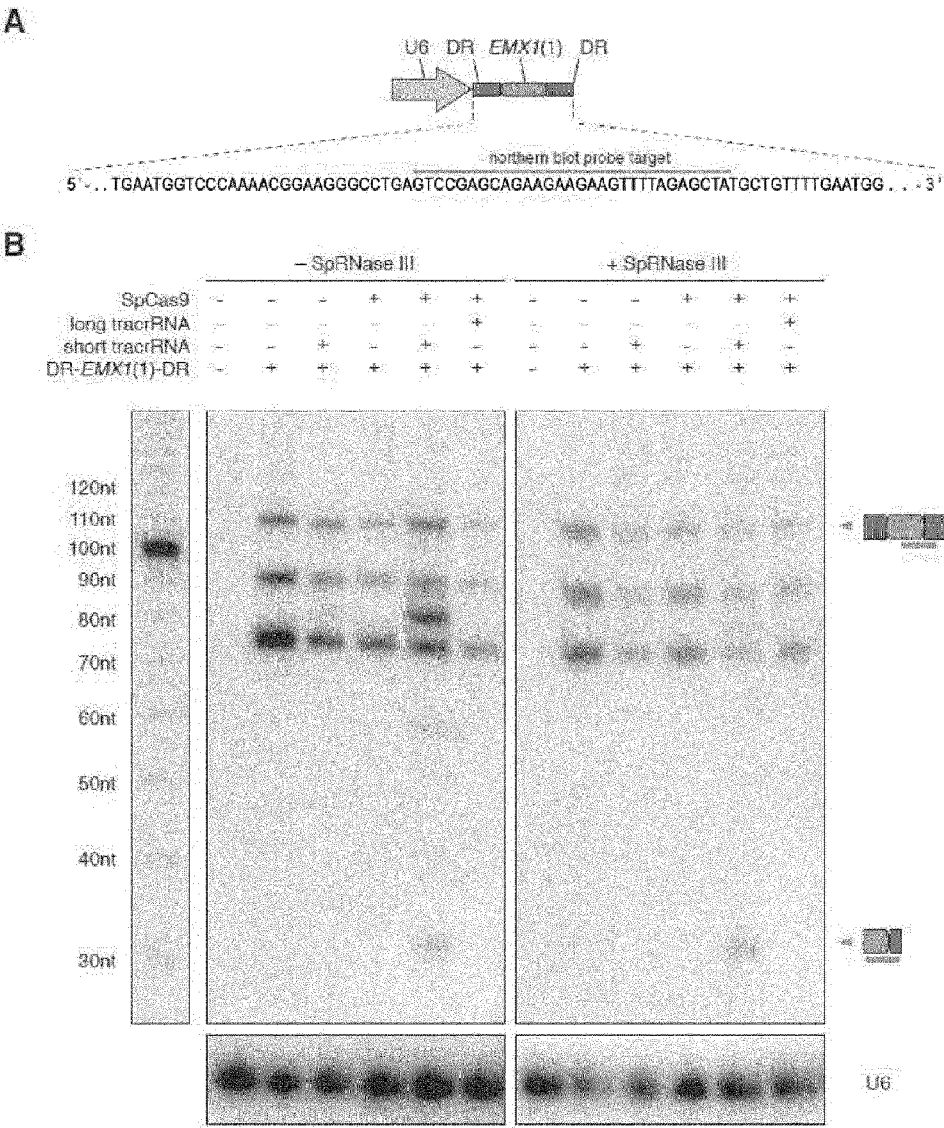 A
U6 DR EMX1(1) DR
northern blot probe target
5'-..TGAATGGTCCCAAAACGGAAGGGCCTGAGTCCGAGCAGAAGAAGAAGTTTTAGAGCTATGCTGTTTTGAATGG...-3'
B
– SpRNase III + SpRNase III
SpCas9 - - - + + + - - - + + +
long tracrRNA - - - - - + - - - - - +
short tracrRNA - - + - + - - - + - + -
DR-EMX1(1)-DR - + + + + + - + + + + +
120nt
110nt
100nt
90nt
80nt
70nt
60nt
50nt
40nt
30nt
U6